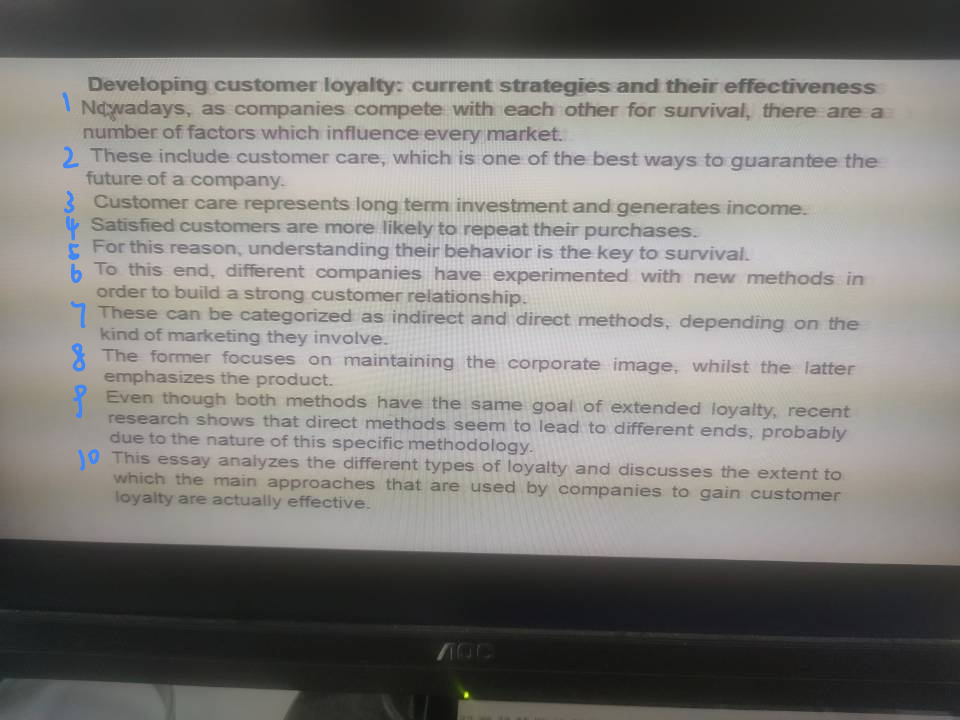 Developing customer loyalty: current strategies and their effectiveness
1 Nowadays, as companies compete with each other for survival, there are a
number of factors which influence every market.
2 These include customer care, which is one of the best ways to guarantee the
future of a company.
3 Customer care represents long term investment and generates income.
4 Satisfied customers are more likely to repeat their purchases.
5 For this reason, understanding their behavior is the key to survival.
6 To this end, different companies have experimented with new methods in
order to build a strong customer relationship.
7 These can be categorized as indirect and direct methods, depending on the
kind of marketing they involve.
8 The former focuses on maintaining the corporate image, whilst the latter
emphasizes the product.
9 Even though both methods have the same goal of extended loyalty, recent
research shows that direct methods seem to lead to different ends, probably
due to the nature of this specific methodology.
10 This essay analyzes the different types of loyalty and discusses the extent to
which the main approaches that are used by companies to gain customer
loyalty are actually effective.
AOC